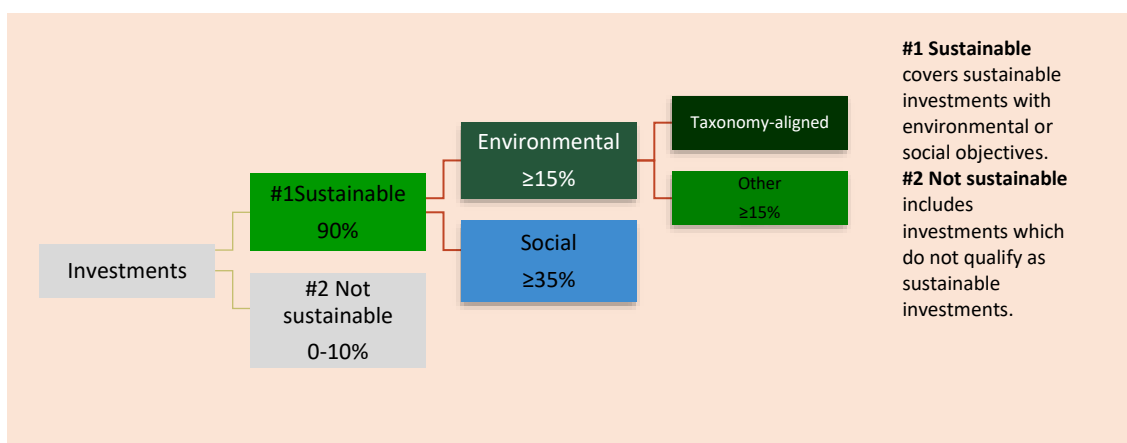 Investments
#1Sustainable
90%
#2 Not
sustainable
0-10%
Environmental
≥15%
Social
≥35%
Taxonomy-aligned
Other
≥15%
#1 Sustainable
covers sustainable
investments with
environmental or
social objectives.
#2 Not sustainable
includes
investments which
do not qualify as
sustainable
investments.